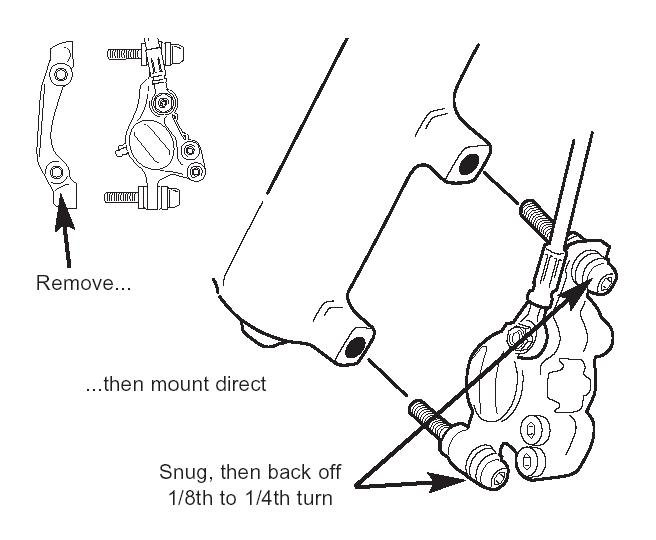 Remove...
...then mount direct
Snug, then back off
1/8th to 1/4th turn